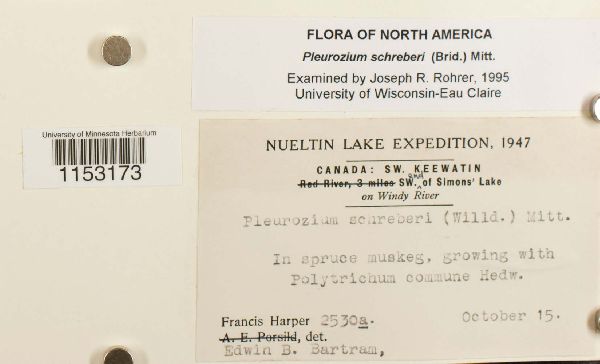 FLORA OF NORTH AMERICA
Pleurozium schreberi (Brid.) Mitt.
Examined by Joseph R. Rohrer, 1995
University of Wisconsin-Eau Claire
University of Minnesota Herbarium
1153173
NUELTIN LAKE EXPEDITION, 1947
CANADA: SW. KEEWATIN
Red River, 3 miles SW. and of Simons' Lake
on Windy River
Pleurozium schreberi (Willd.) Mitt.
In spruce muskeg, growing with
Polytrichum commune Hedw.
Francis Harper 2530a. October 15.
A. E. Porsild, det.
Edwin B. Bartram,